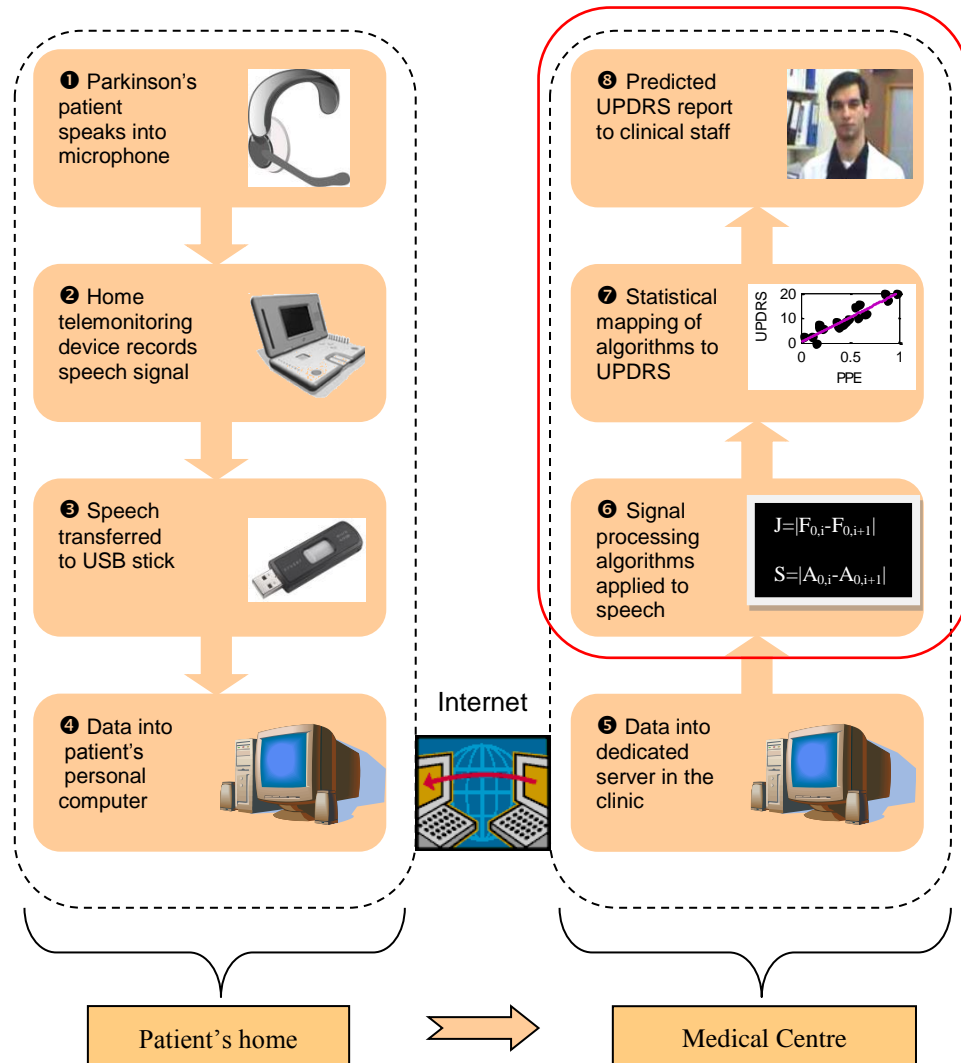 ❶ Parkinson's
patient
speaks into
microphone
❷ Home
telemonitoring
device records
speech signal
❸ Speech
transferred
to USB stick
❹ Data into
patient's
personal
computer
Internet
❽ Predicted
UPDRS report
to clinical staff
❼ Statistical
mapping of
algorithms to
UPDRS
UPDRS
20
10
0
0 0.5 1
PPE
❻ Signal
processing
algorithms
applied to
speech
J=|F0,i-F0,i+1|
S=|A0,i-A0,i+1|
❺ Data into
dedicated
server in the
clinic
Patient's home
Medical Centre